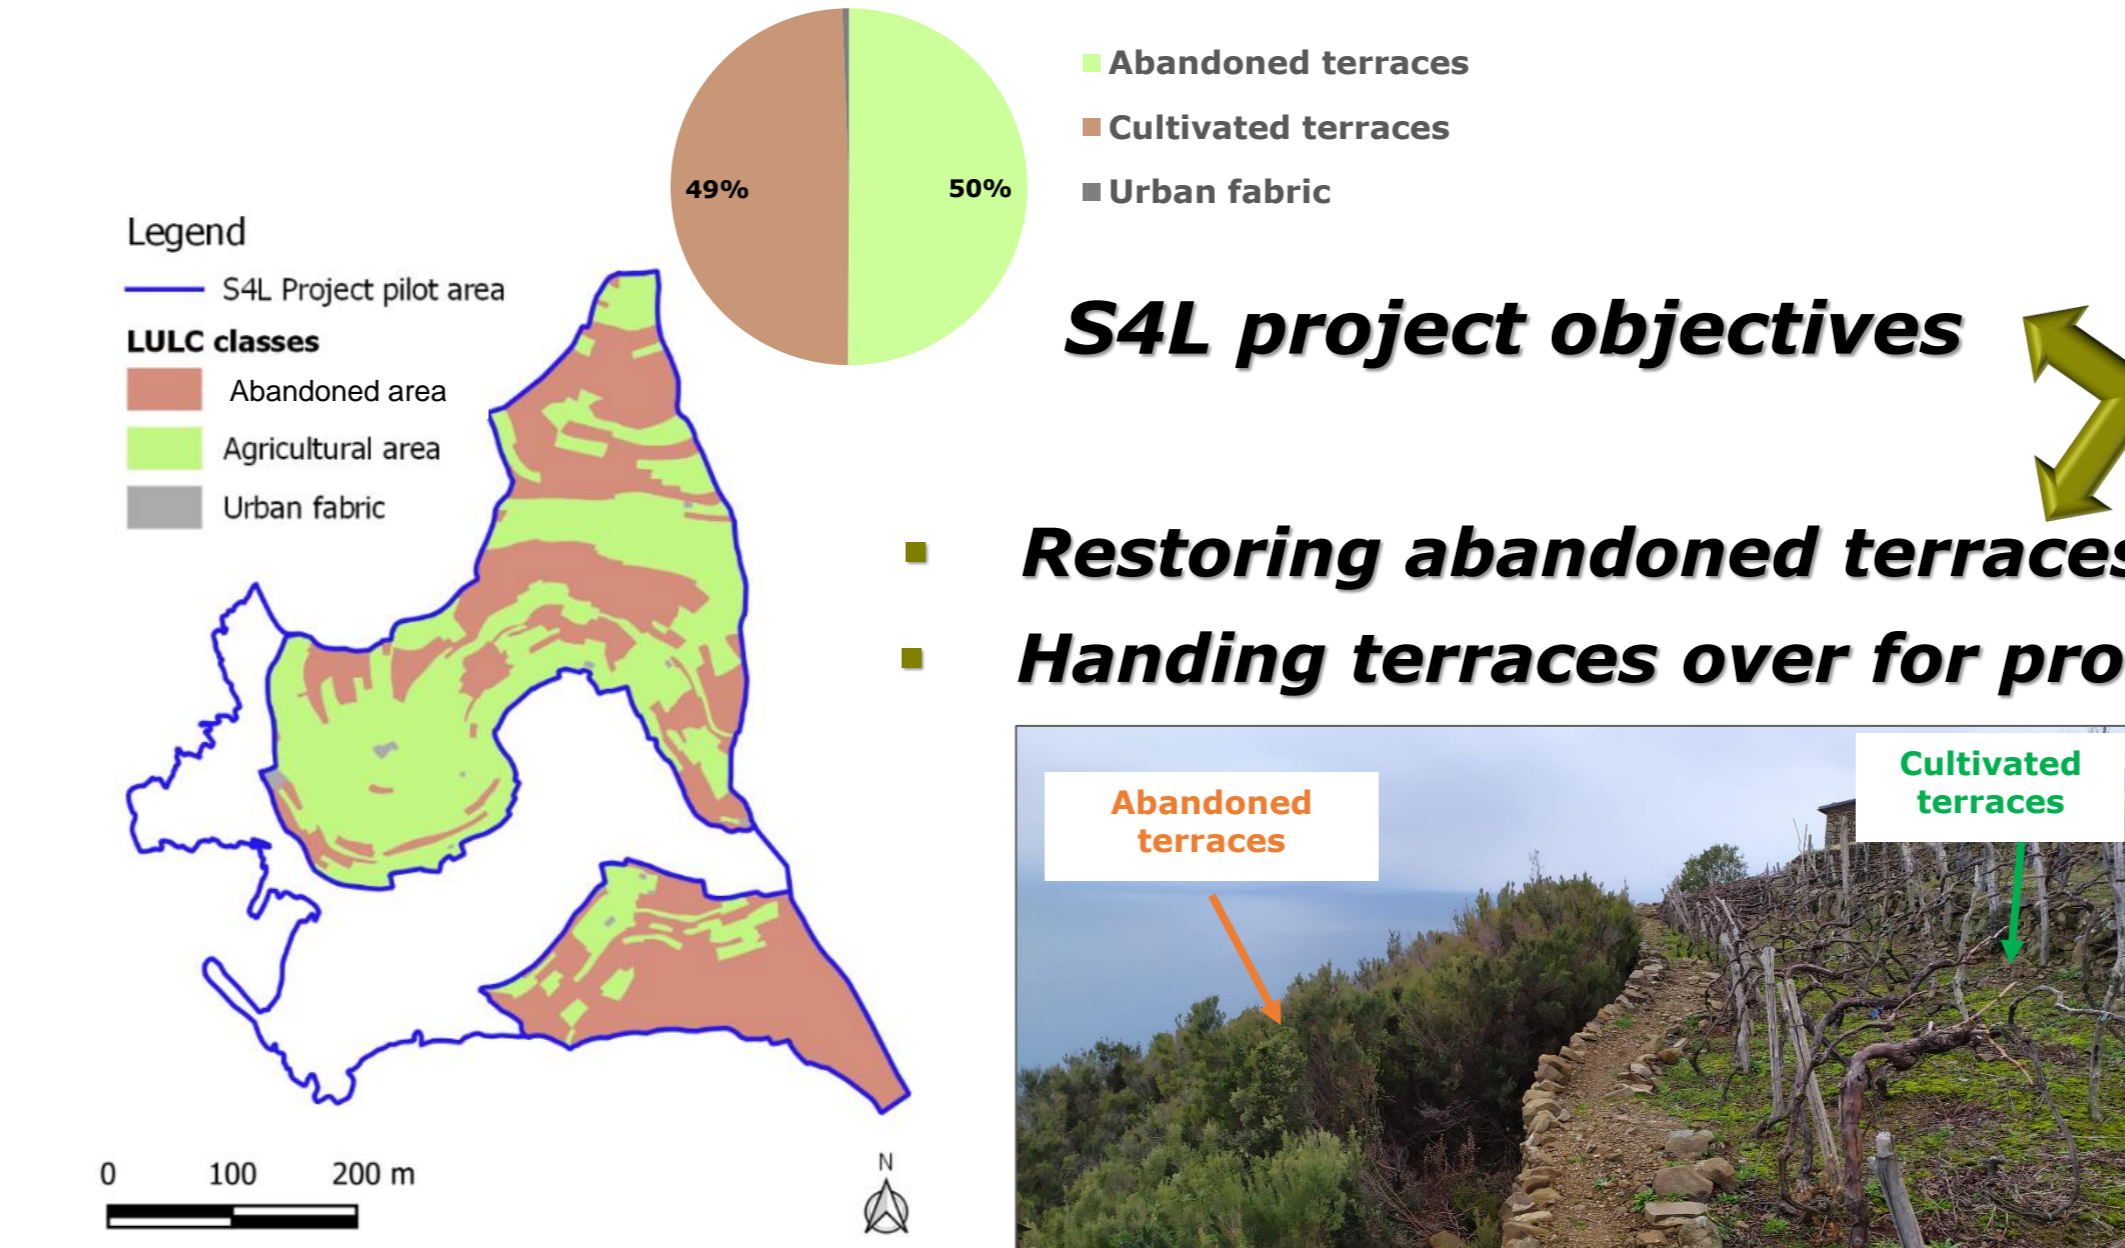 Abandoned terraces
Cultivated terraces
Urban fabric
49%
50%
Legend
S4L Project pilot area
LULC classes
Abandoned area
Agricultural area
Urban fabric
S4L project objectives
Restoring abandoned terraces
Handing terraces over for pro
Abandoned
terraces
Cultivated
terraces
0 100 200 m
N